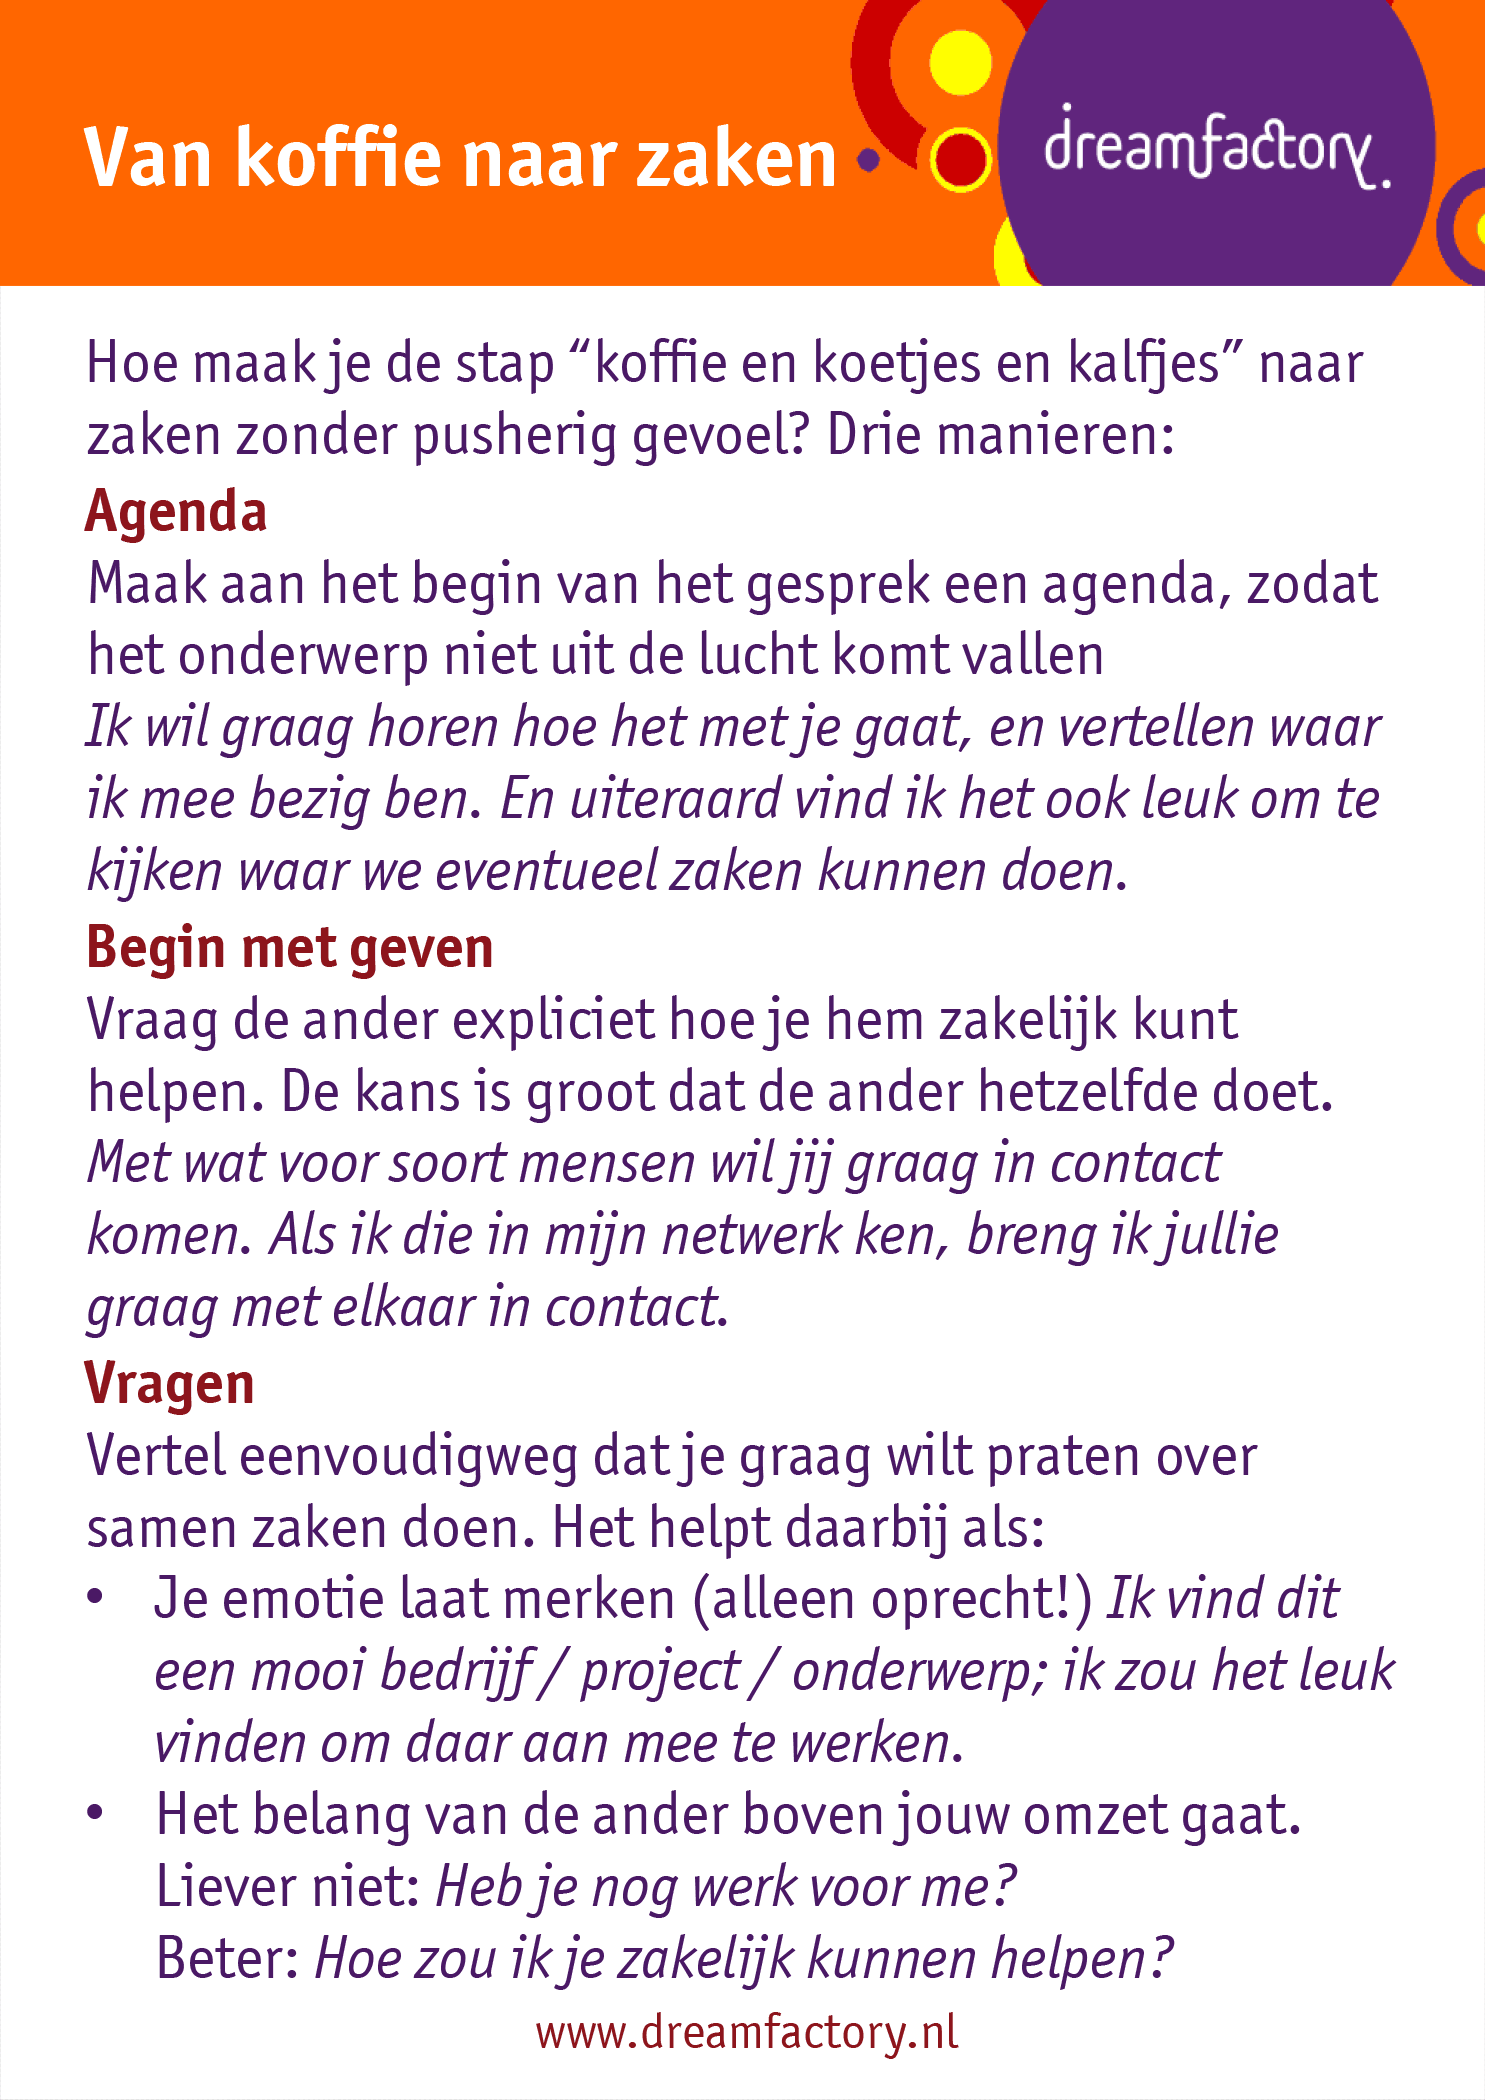 Van koffie naar zaken
dreamfactory.
Hoe maak je de stap “koffie en koetjes en kalfjes” naar
zaken zonder pusherig gevoel? Drie manieren:
Agenda
Maak aan het begin van het gesprek een agenda, zodat
het onderwerp niet uit de lucht komt vallen
Ik wil graag horen hoe het met je gaat, en vertellen waar
ik mee bezig ben. En uiteraard vind ik het ook leuk om te
kijken waar we eventueel zaken kunnen doen.
Begin met geven
Vraag de ander expliciet hoe je hem zakelijk kunt
helpen. De kans is groot dat de ander hetzelfde doet.
Met wat voor soort mensen wil jij graag in contact
komen. Als ik die in mijn netwerk ken, breng ik jullie
graag met elkaar in contact.
Vragen
Vertel eenvoudigweg dat je graag wilt praten over
samen zaken doen. Het helpt daarbij als:
• Je emotie laat merken (alleen oprecht!) Ik vind dit
een mooi bedrijf / project / onderwerp; ik zou het leuk
vinden om daar aan mee te werken.
• Het belang van de ander boven jouw omzet gaat.
Liever niet: Heb je nog werk voor me?
Beter: Hoe zou ik je zakelijk kunnen helpen?
www.dreamfactory.nl